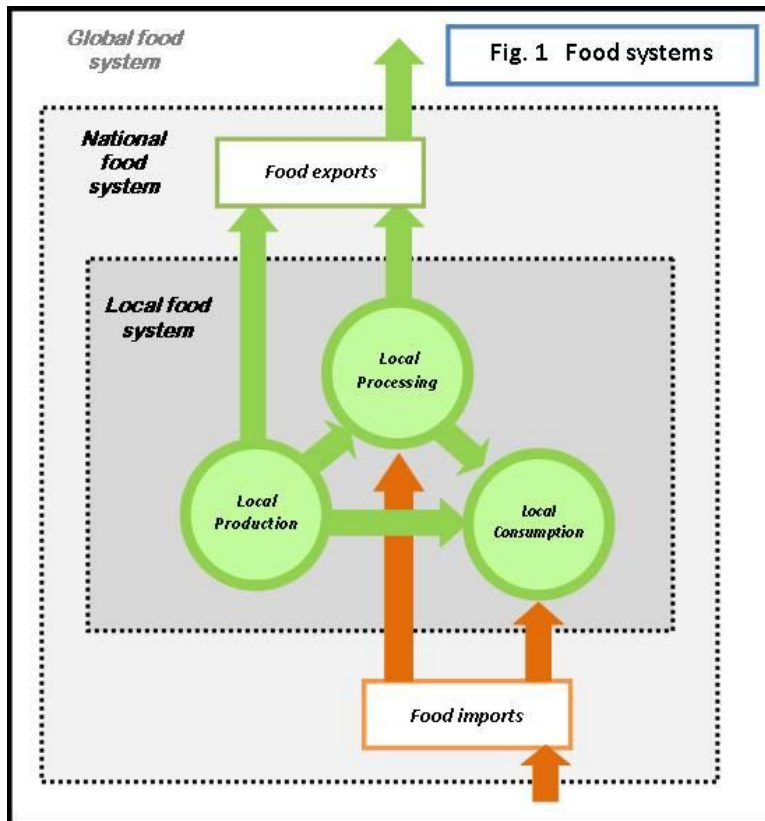 Global food
system
Fig. 1 Food systems
National
food
system
Food exports
Local food
system
Local
Processing
Local
Production
Local
Consumption
Food imports